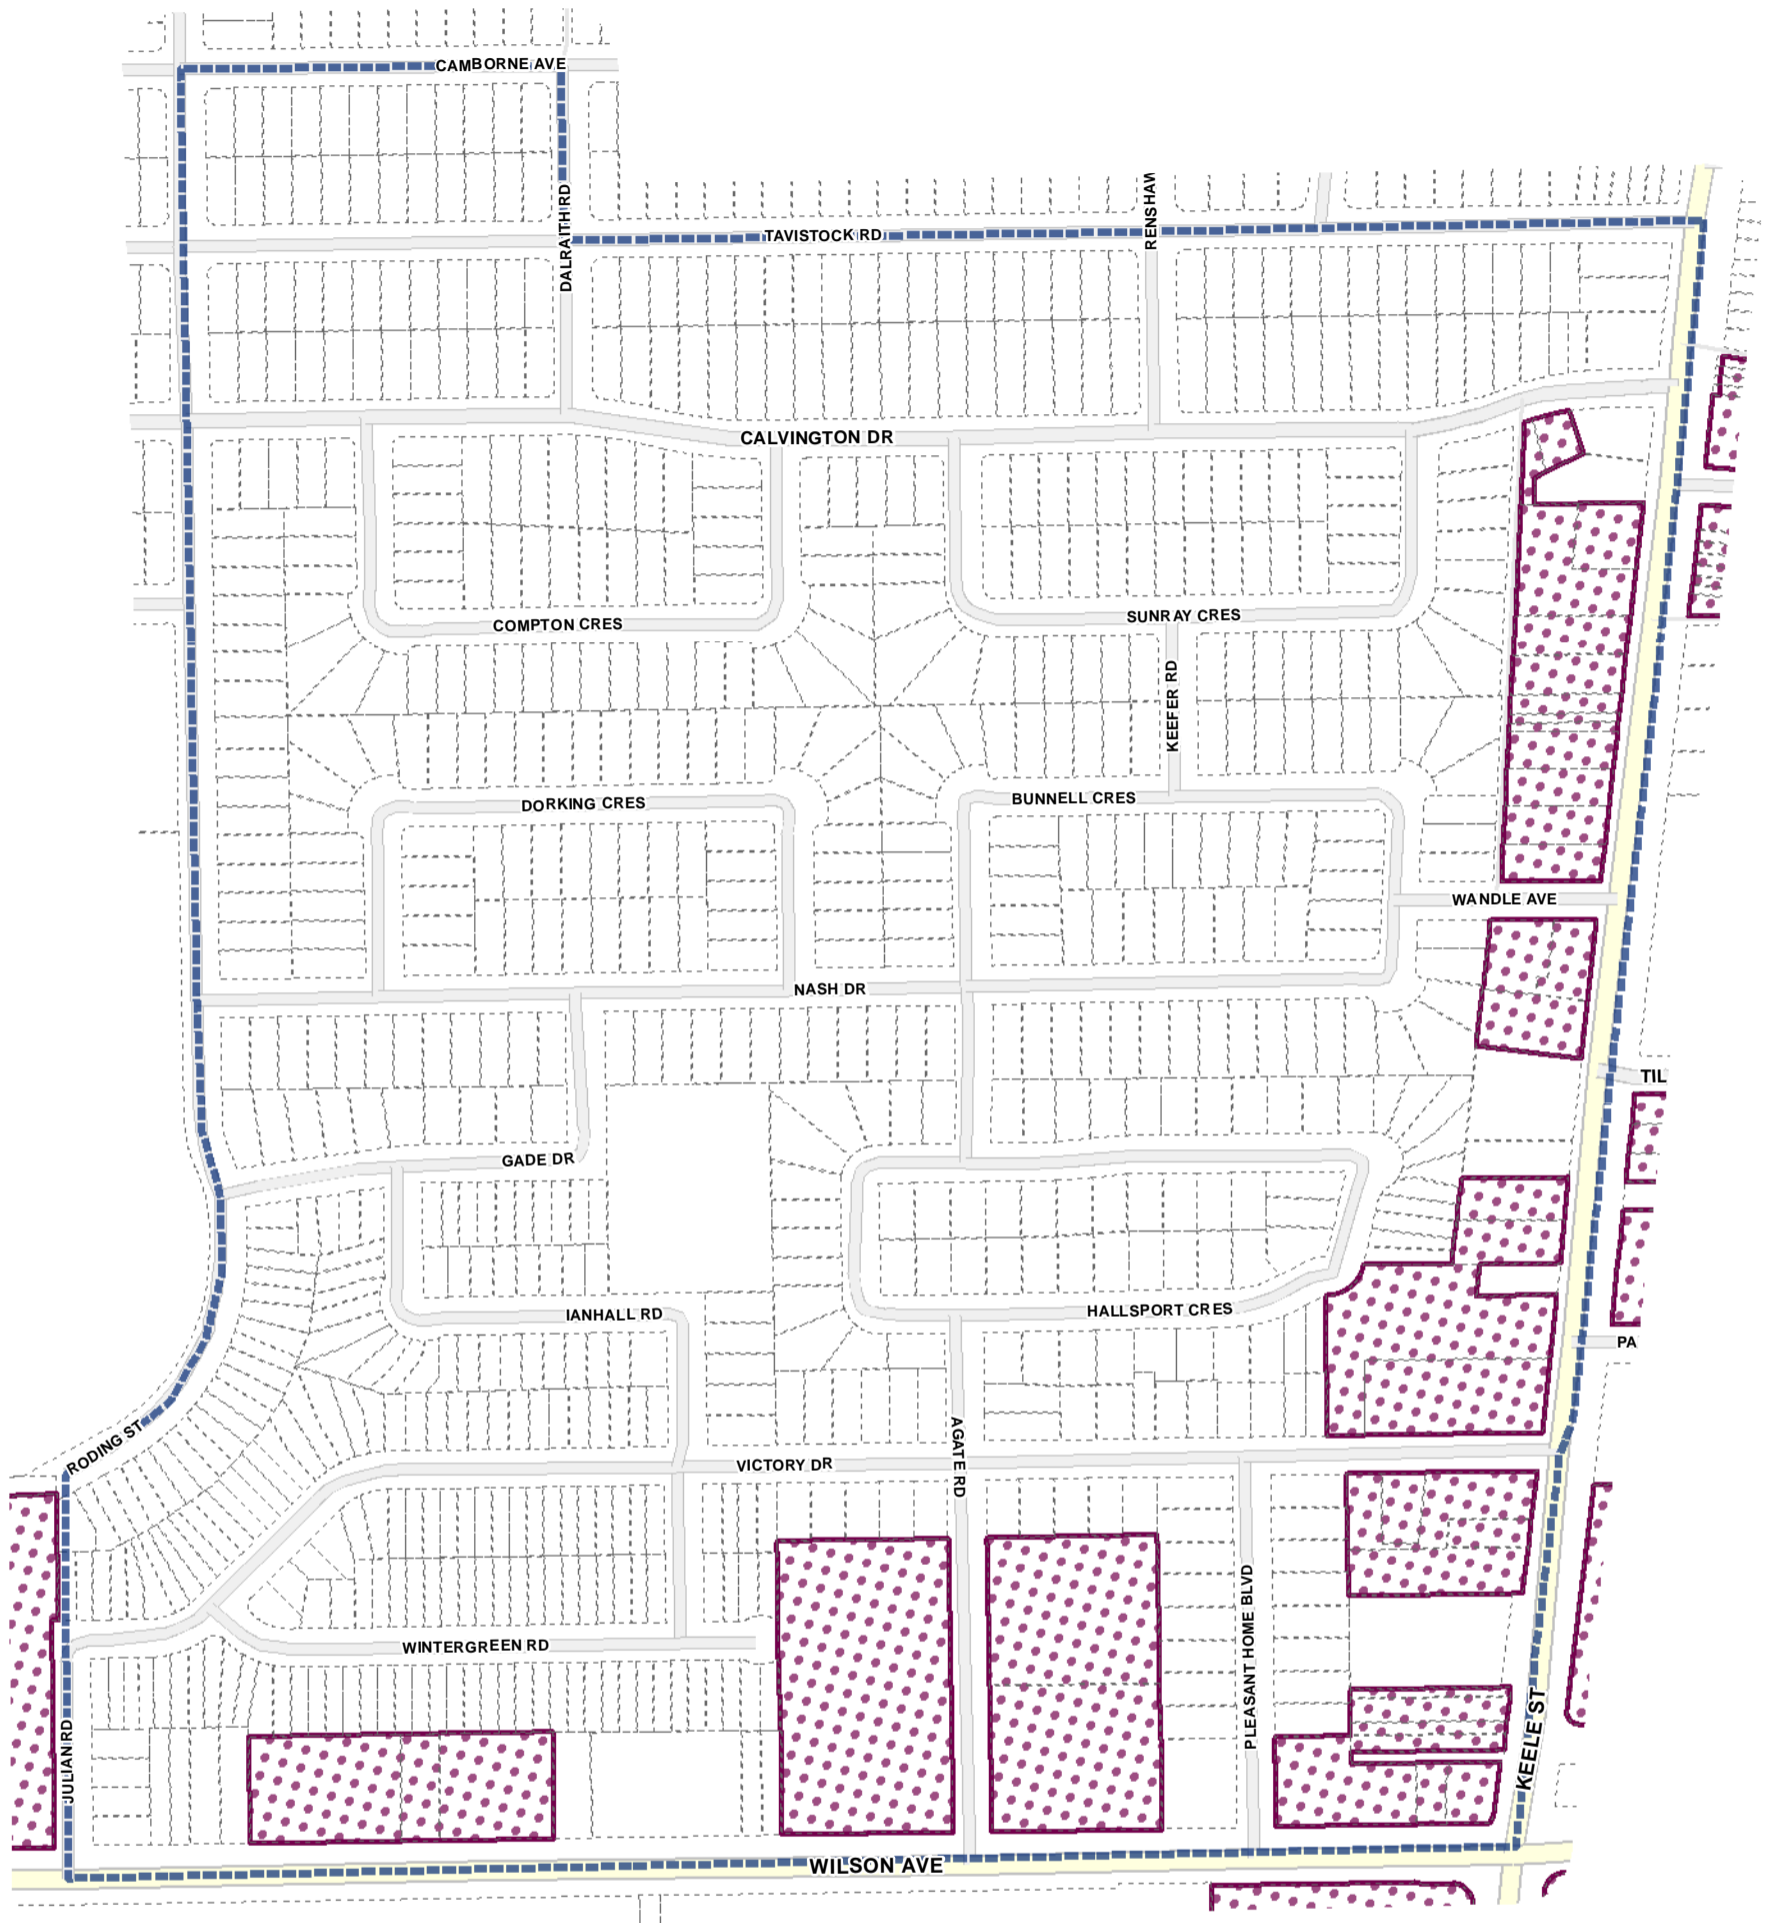 CAMBORNE AVE
DALRAITH RD
RENSHAW
TAVISTOCK RD
CALVINGTON DR
COMPTON CRES
SUNRAY CRES
KEEFER RD
DORKING CRES
BUNNELL CRES
WANDLE AVE
NASH DR
TIL
GADE DR
IANHALL RD
HALLSPORT CRES
PA
RODING ST
AGATE RD
VICTORY DR
PLEASANT HOME BLVD
WINTERGREEN RD
JULIAN RD
KEELE ST
WILSON AVE